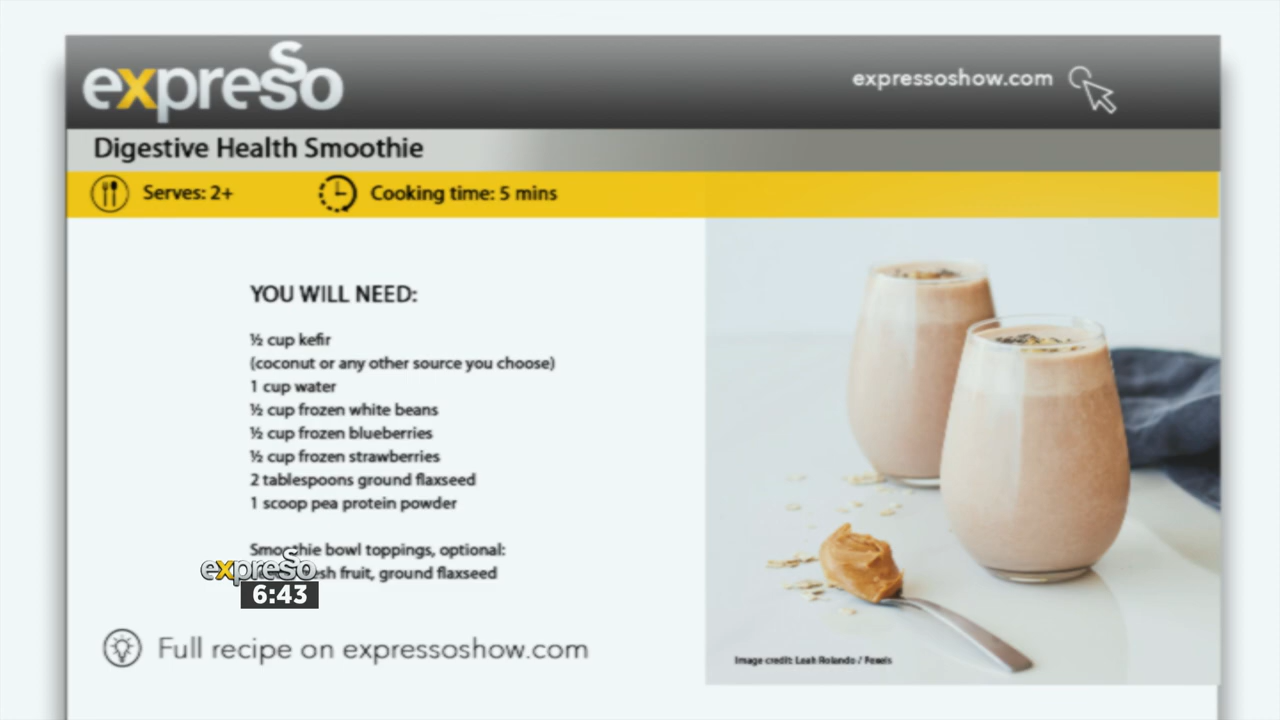 expresso
expressoshow.com
Digestive Health Smoothie
Serves: 2+
Cooking time: 5 mins
YOU WILL NEED:
½ cup kefir
(coconut or any other source you choose)
1 cup water
½ cup frozen white beans
½ cup frozen blueberries
½ cup frozen strawberries
2 tablespoons ground flaxseed
1 scoop pea protein powder
Smoothie bowl toppings, optional:
fruit, ground flaxseed
expresso
6:43
Full recipe on expressoshow.com
Image credit: Leah Rolando / Pexels